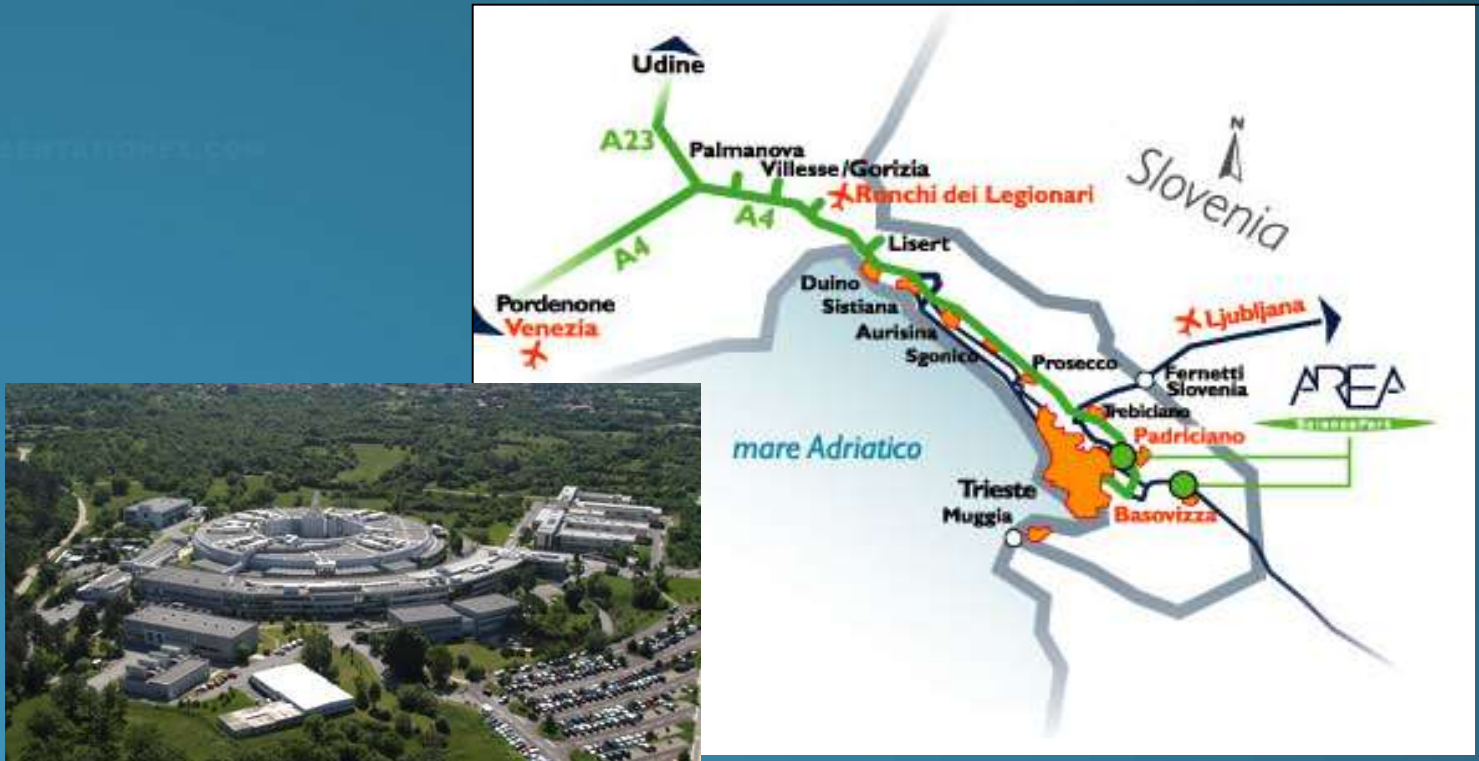 Udine
A23
Palmanova
Villesse/Gorizia
Ronchi dei Legionari
A4
A4
N
Slovenia
Lisert
Duino
Sistiana
Aurisina
Sgonico
Pordenone
Venezia
Ljubljana
Prosecco
Fernetti
Slovenia
AREA
SciencePark
Trebiciano
Padriciano
mare Adriatico
Trieste
Muggia
Basovizza